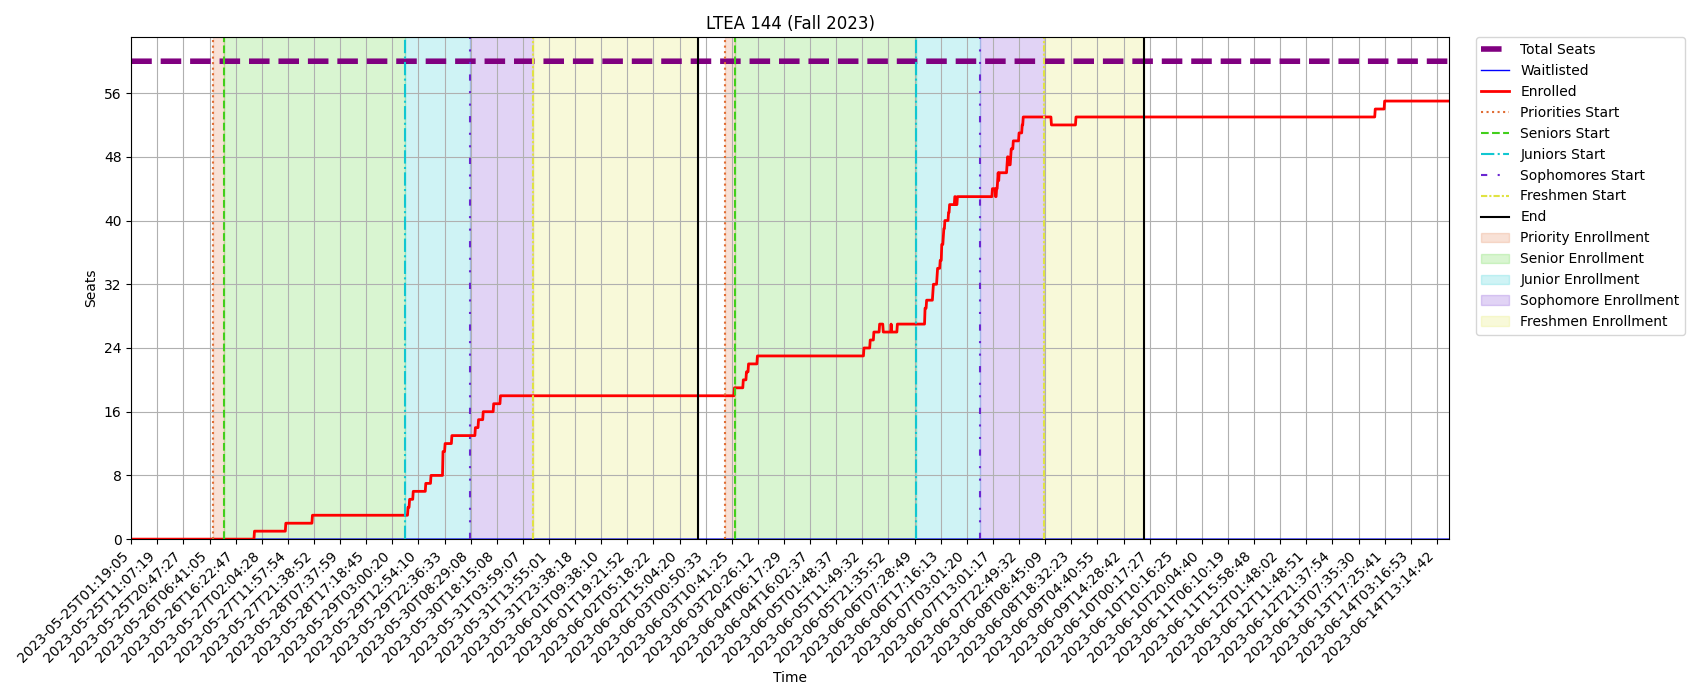 LTEA 144 (Fall 2023)
Seats
56
48
40
32
24
16
8
0
2023-05-25T01:19:05
2023-05-25T11:07:19
2023-05-25T20:47:27
2023-05-26T06:41:05
2023-05-26T16:22:47
2023-05-27T02:04:28
2023-05-27T11:57:54
2023-05-27T21:38:52
2023-05-28T07:37:59
2023-05-28T17:18:45
2023-05-29T03:00:20
2023-05-29T12:54:10
2023-05-29T22:36:33
2023-05-30T08:29:08
2023-05-30T18:15:08
2023-05-31T03:59:07
2023-05-31T13:55:01
2023-05-31T23:38:18
2023-06-01T09:38:10
2023-06-01T19:21:52
2023-06-02T05:18:22
2023-06-02T15:04:20
2023-06-03T00:50:33
2023-06-03T10:41:25
2023-06-03T20:26:12
2023-06-04T06:17:29
2023-06-04T16:02:37
2023-06-05T01:48:37
2023-06-05T11:49:32
2023-06-05T21:35:52
2023-06-06T07:28:49
2023-06-06T17:16:13
2023-06-07T03:01:20
2023-06-07T13:01:17
2023-06-07T22:49:32
2023-06-08T08:45:09
2023-06-08T18:32:23
2023-06-09T04:40:55
2023-06-09T14:28:42
2023-06-10T00:17:27
2023-06-10T10:16:25
2023-06-10T20:04:40
2023-06-11T06:10:19
2023-06-11T15:58:48
2023-06-12T01:48:02
2023-06-12T11:48:51
2023-06-12T21:37:54
2023-06-13T07:35:30
2023-06-13T17:25:41
2023-06-14T03:16:53
2023-06-14T13:14:42
Time
Total Seats
Waitlisted
Enrolled
Priorities Start
Seniors Start
Juniors Start
Sophomores Start
Freshmen Start
End
Priority Enrollment
Senior Enrollment
Junior Enrollment
Sophomore Enrollment
Freshmen Enrollment